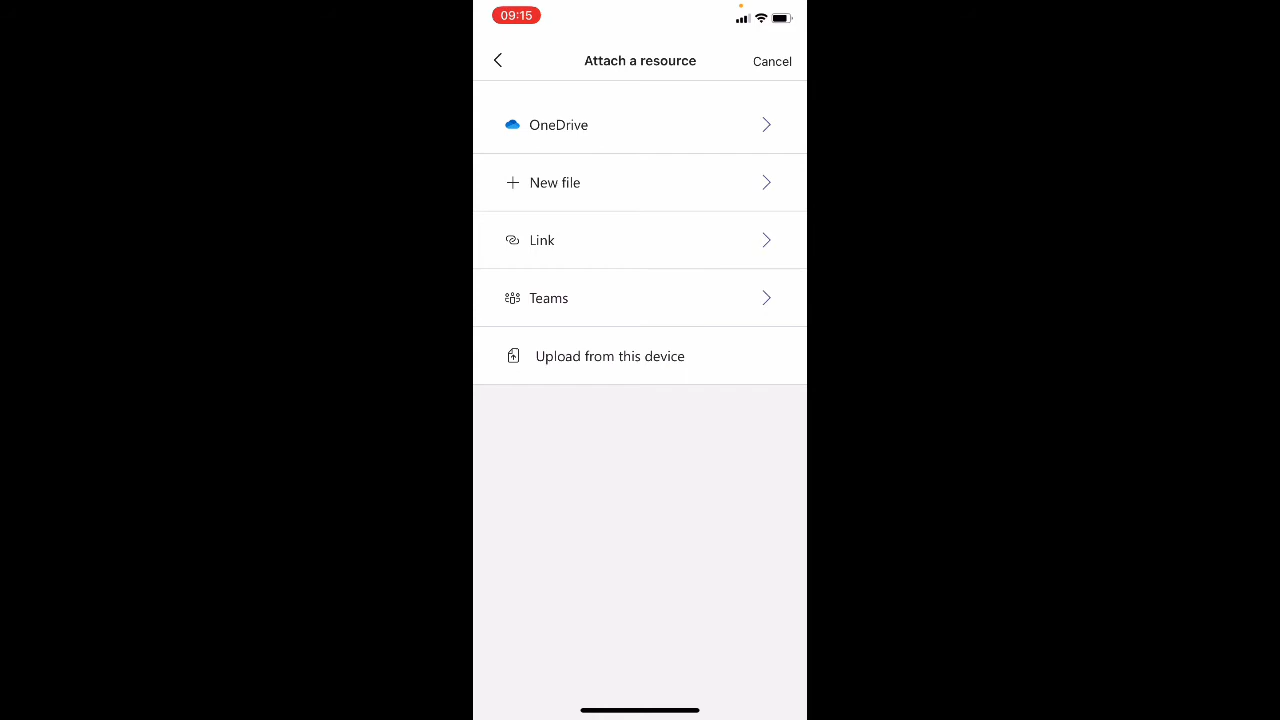 09:15
Attach a resource
Cancel
OneDrive
New file
Link
Teams
Upload from this device